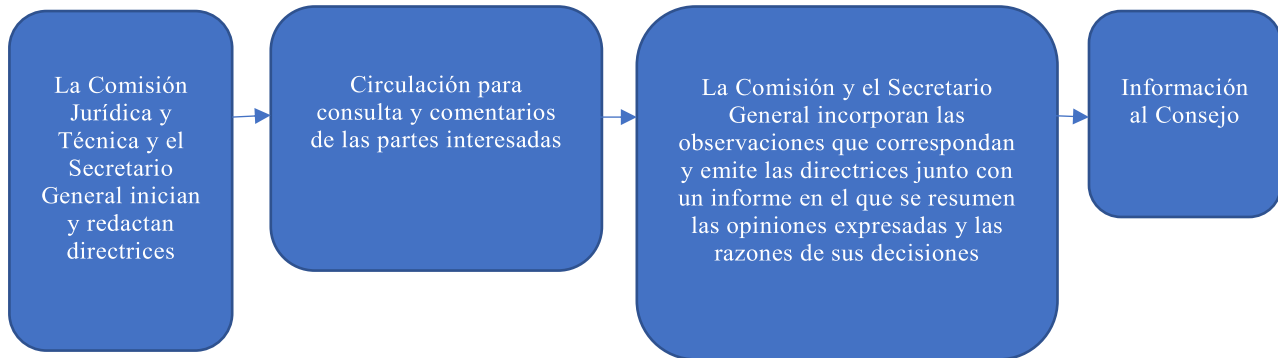 La Comisión
Jurídica y
Técnica y el
Secretario
General inician
y redactan
directrices
Circulación para
consulta y comentarios
de las partes interesadas
La Comisión y el Secretario
General incorporan las
observaciones que correspondan
y emite las directrices junto con
un informe en el que se resumen
las opiniones expresadas y las
razones de sus decisiones
Información
al Consejo